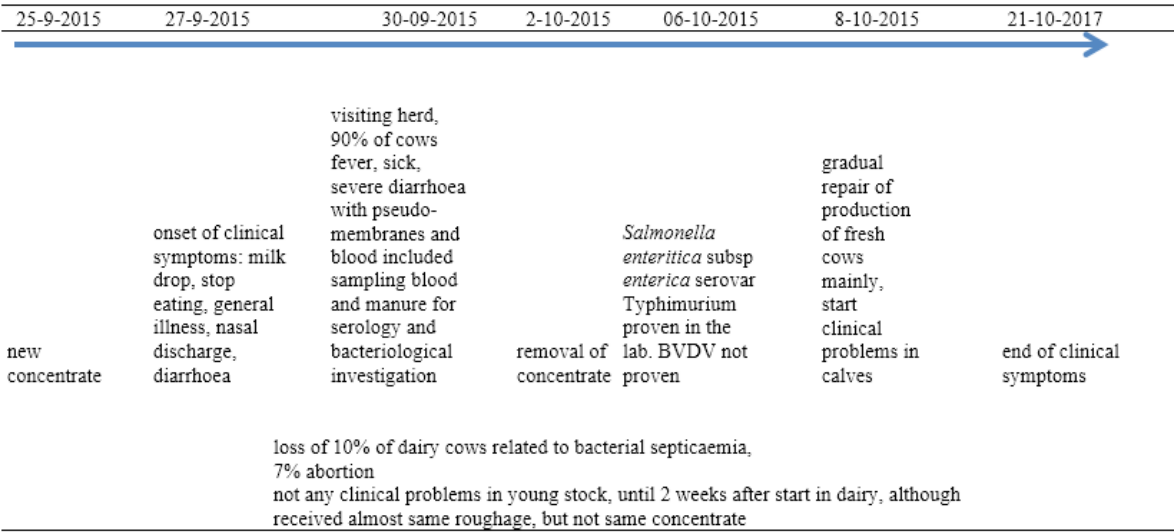 25-9-2015 27-9-2015 30-09-2015 2-10-2015 06-10-2015 8-10-2015 21-10-2017
new
concentrate
onset of clinical
symptoms: milk
drop, stop
eating, general
illness, nasal
discharge,
diarrhoea
visiting herd,
90% of cows
fever, sick,
severe diarrhoea
with pseudo-
membranes and
blood included
sampling blood
and manure for
serology and
bacteriological
investigation
removal of
concentrate
Salmonella
enteritica subsp
enterica serovar
Typhimurium
proven in the
lab. BVDV not
proven
gradual
repair of
production
of fresh
cows
mainly,
start
clinical
problems in
calves
end of clinical
symptoms
loss of 10% of dairy cows related to bacterial septicaemia,
7% abortion
not any clinical problems in young stock, until 2 weeks after start in dairy, although
received almost same roughage, but not same concentrate